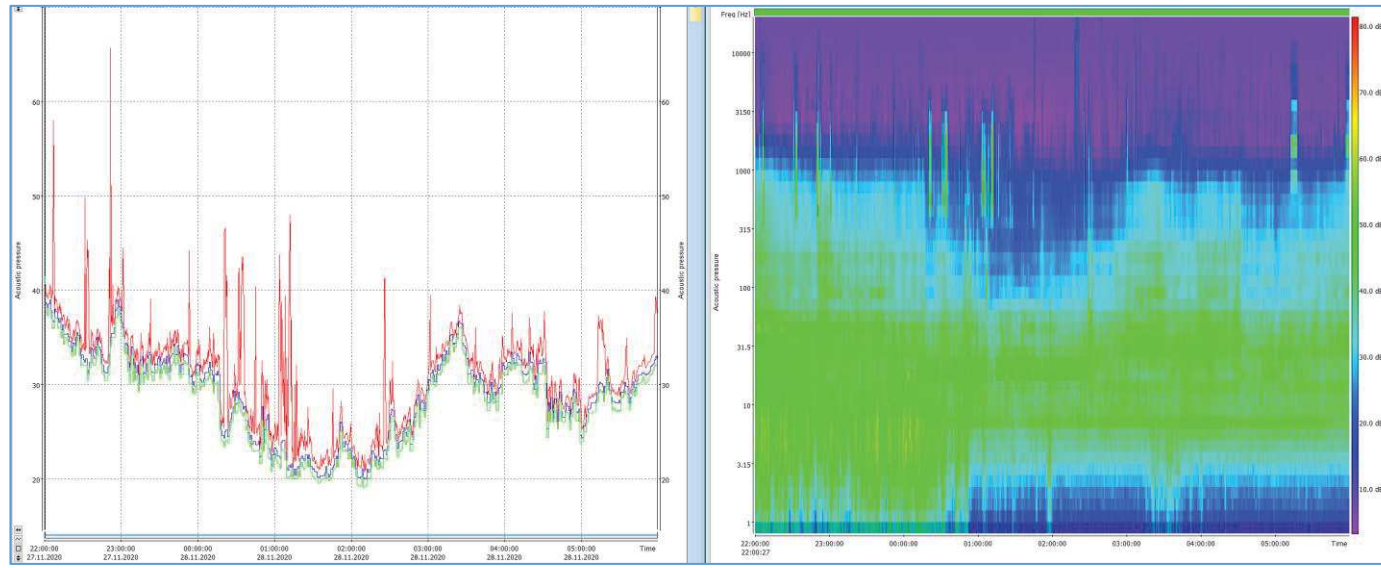 60
60
50
50
40
40
30
30
20
20
Acoustic pressure
Acoustic pressure
22:00:00 23:00:00 00:00:00 01:00:00 02:00:00 03:00:00 04:00:00 05:00:00 Time
27.11.2020 27.11.2020 28.11.2020 28.11.2020 28.11.2020 28.11.2020 28.11.2020 28.11.2020
Freq [Hz]
10000
3150
1000
315
100
31.5
10
3.15
1
Acoustic pressure
22:00:00 23:00:00 00:00:00 01:00:00 02:00:00 03:00:00 04:00:00 05:00:00 Time
22:00:27
80.0 dB
70.0 dB
60.0 dB
50.0 dB
40.0 dB
30.0 dB
20.0 dB
10.0 dB